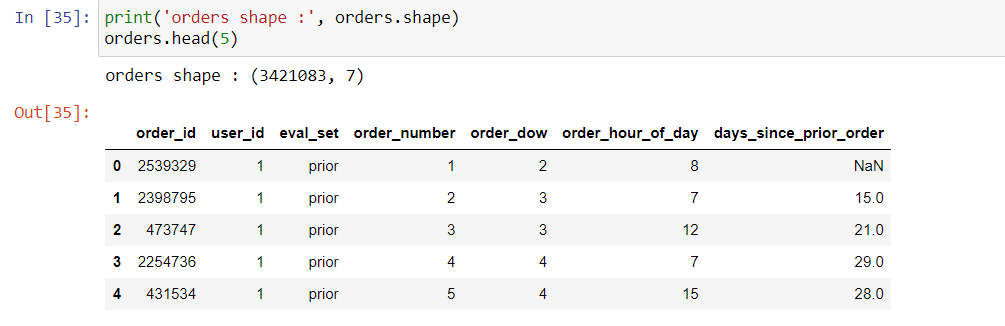 In [35]: print('orders shape :', orders.shape)
orders.head(5)
orders shape : (3421083, 7)
Out[35]:
order_id user_id eval_set order_number order_dow order_hour_of_day days_since_prior_order
0 2539329 1 prior 1 2 8 NaN
1 2398795 1 prior 2 3 7 15.0
2 473747 1 prior 3 3 12 21.0
3 2254736 1 prior 4 4 7 29.0
4 431534 1 prior 5 4 15 28.0